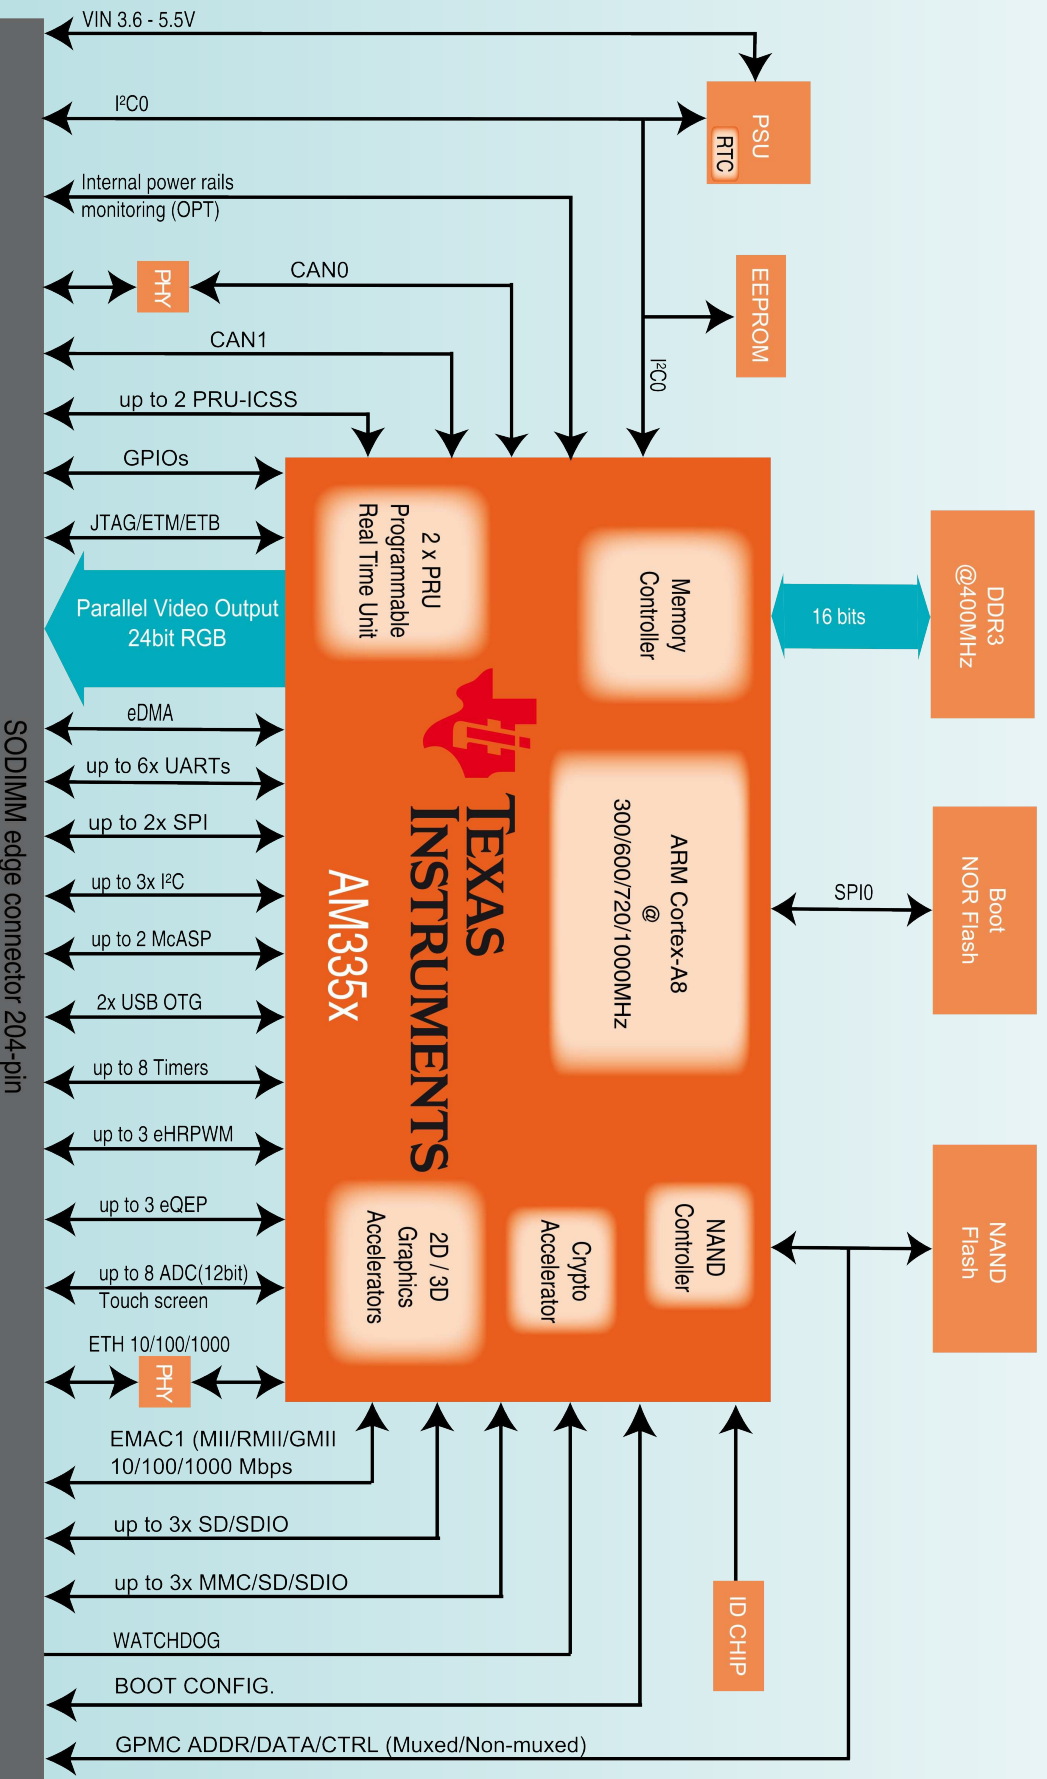 VIN 3.6 - 5.5V
I²C0
Internal power rails
monitoring (OPT)
PHY
CAN0
CAN1
up to 2 PRU-ICSS
GPIOs
JTAG/ETM/ETB
Parallel Video Output
24bit RGB
eDMA
up to 6x UARTs
up to 2x SPI
up to 3x I²C
up to 2 McASP
2x USB OTG
up to 8 Timers
up to 3 eHRPWM
up to 3 eQEP
up to 8 ADC(12bit)
Touch screen
ETH 10/100/1000
PHY
EMAC1 (MII/RMII/GMII
10/100/1000 Mbps
up to 3x SD/SDIO
up to 3x MMC/SD/SDIO
WATCHDOG
BOOT CONFIG.
GPMC ADDR/DATA/CTRL (Muxed/Non-muxed)
SODIMM edge connector 204-pin
PSU
RTC
EEPROM
I²C0
DDR3
@400MHz
16 bits
Boot
NOR Flash
SPI0
NAND
Flash
ID CHIP
Memory
Controller
2 x PRU
Programmable
Real Time Unit
ARM Cortex-A8
@
300/600/720/1000MHz
TEXAS
INSTRUMENTS
AM335x
NAND
Controller
Crypto
Accelerator
2D / 3D
Graphics
Accelerators